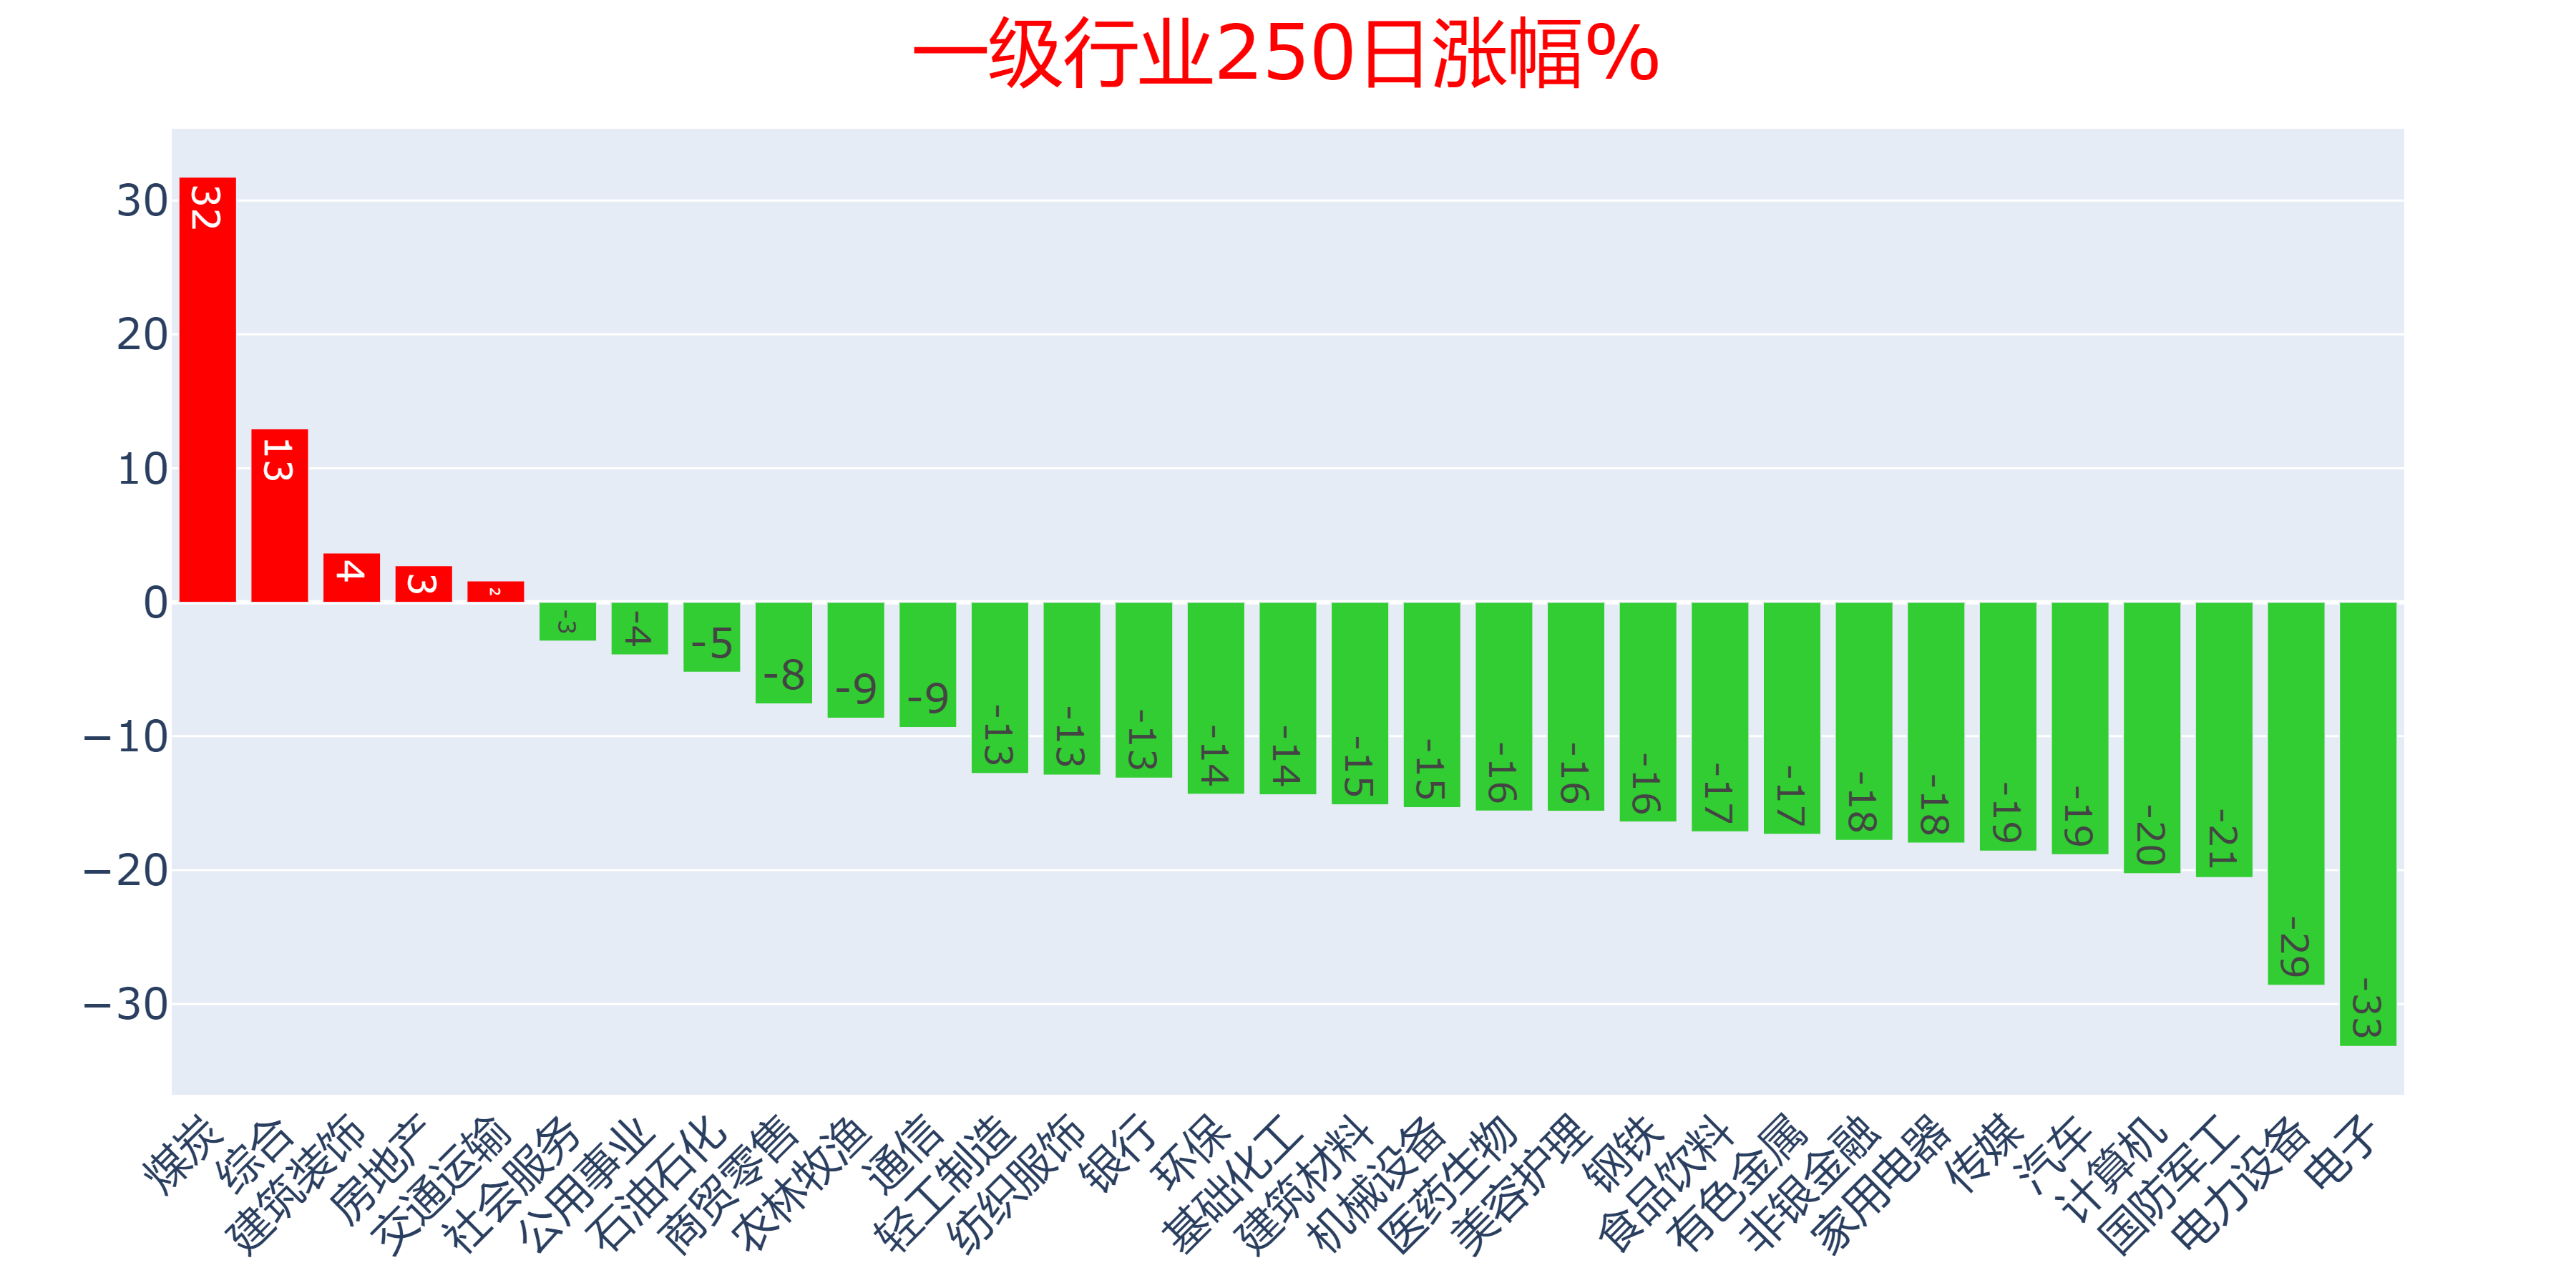 一级行业250日涨幅%
30
20
10
0
−10
−20
−30
32
13
4
3
2
-3
-4
-5
-8
-9
-9
-13
-13
-13
-14
-14
-15
-15
-16
-16
-16
-17
-17
-18
-18
-19
-19
-20
-21
-29
-33
煤炭
综合
建筑装饰
房地产
交通运输
社会服务
公用事业
石油石化
商贸零售
农林牧渔
通信
轻工制造
纺织服饰
银行
环保
基础化工
建筑材料
机械设备
医药生物
美容护理
钢铁
食品饮料
有色金属
非银金融
家用电器
传媒
汽车
计算机
国防军工
电力设备
电子